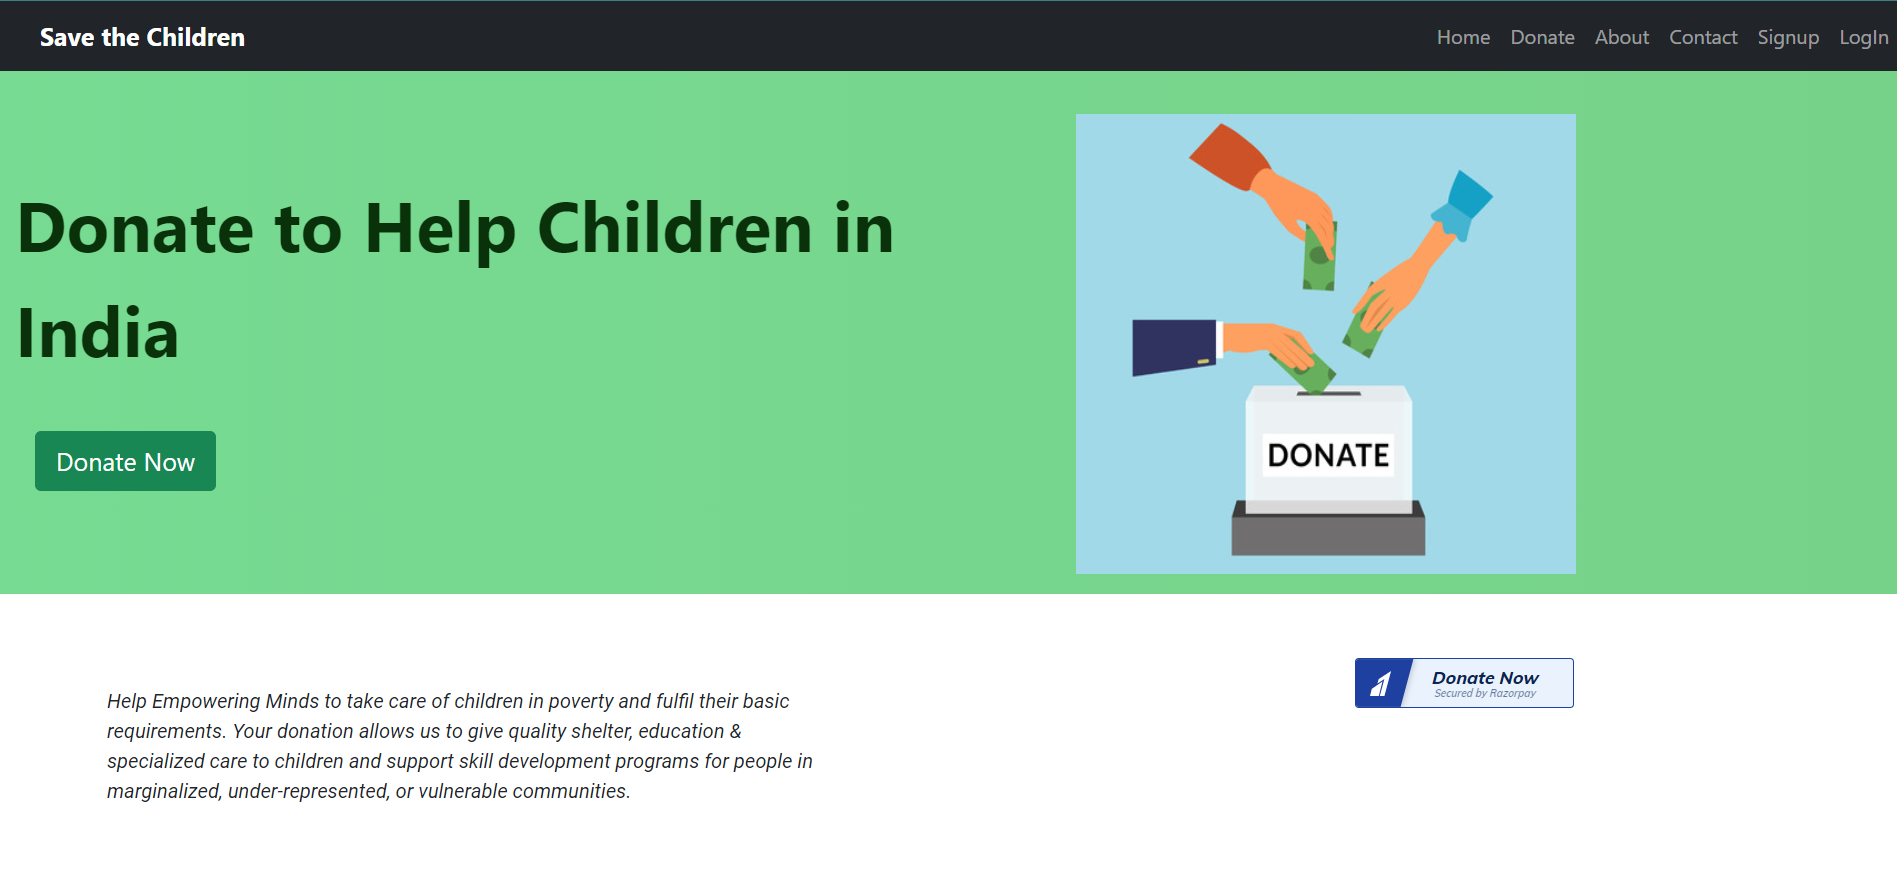 Save the Children
Home Donate About Contact Signup LogIn
Donate to Help Children in
India
Donate Now
DONATE
Help Empowering Minds to take care of children in poverty and fulfil their basic
requirements. Your donation allows us to give quality shelter, education &
specialized care to children and support skill development programs for people in
marginalized, under-represented, or vulnerable communities.
Donate Now
Secured by Razorpay